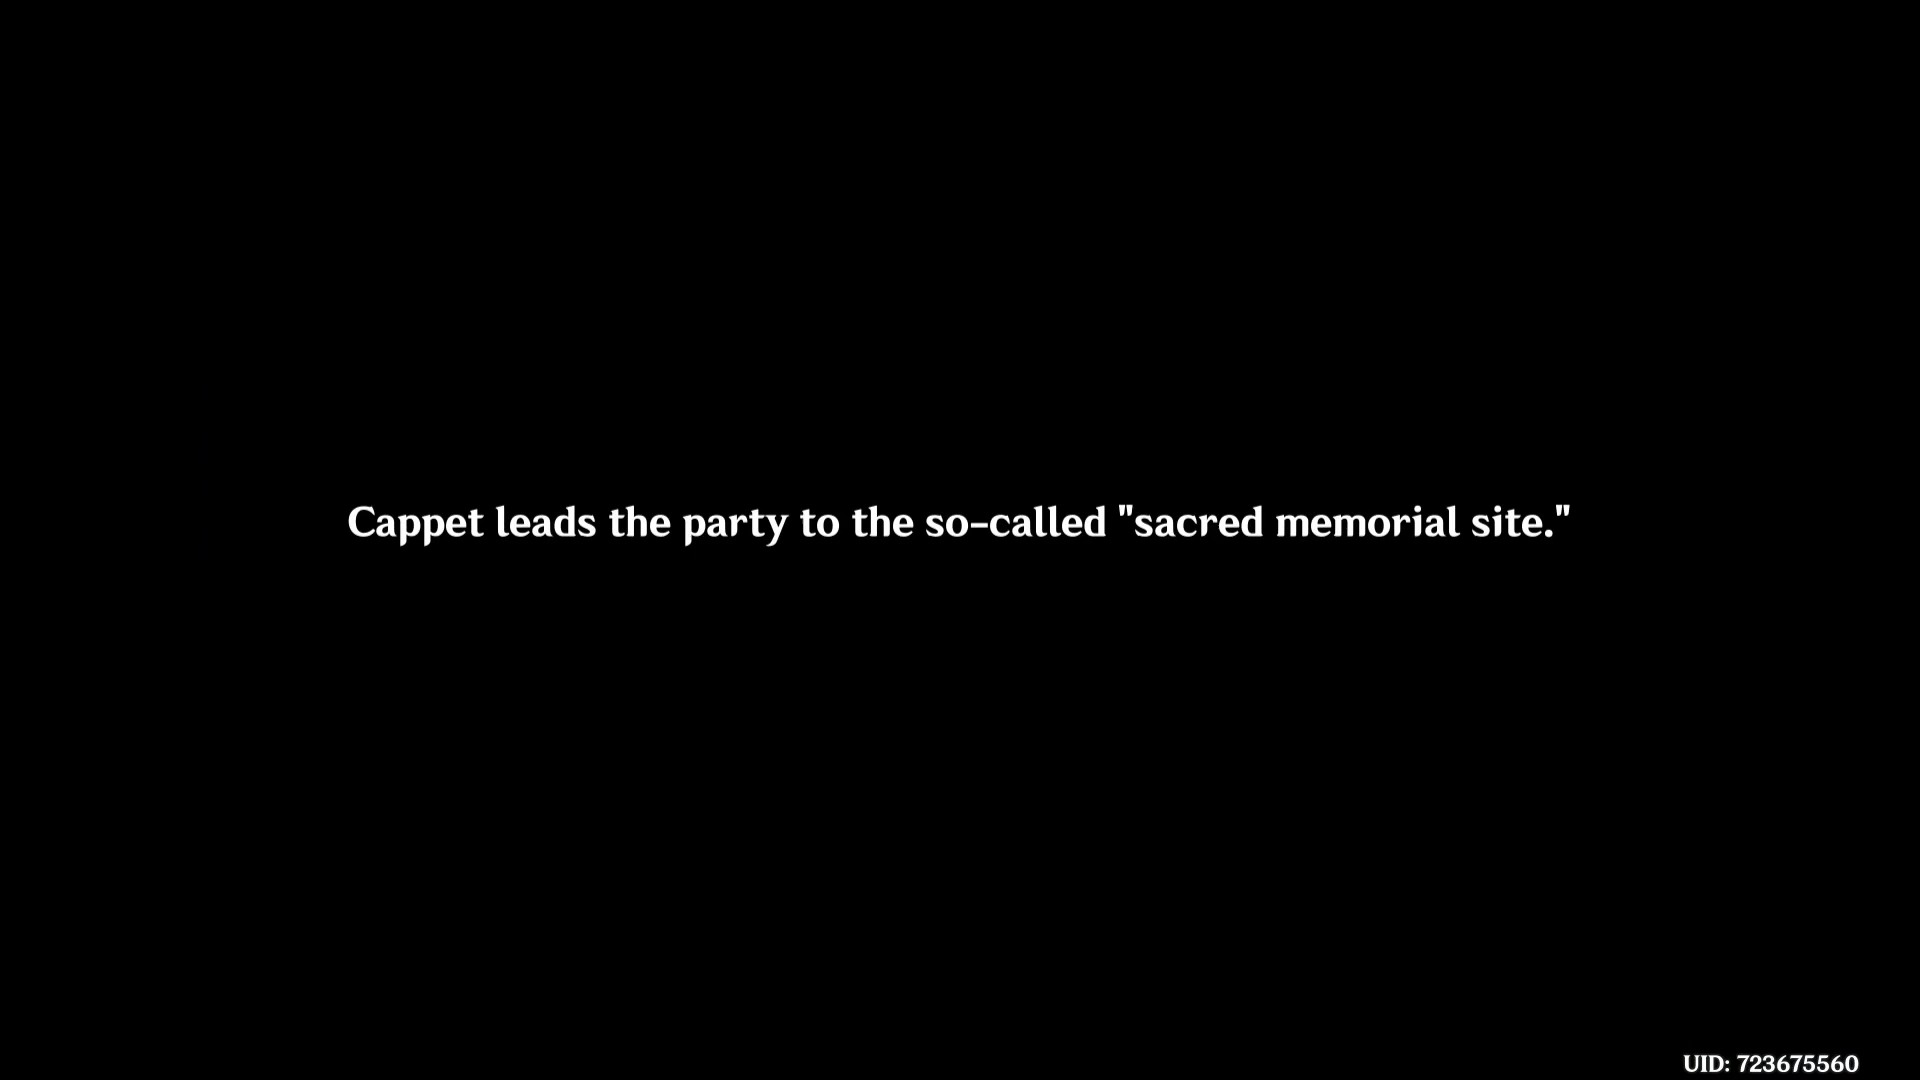 Cappet leads the party to the so-called "sacred memorial site."
UID: 723675560